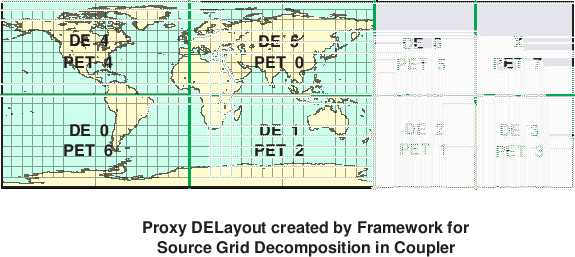 DE 4 DE 5 DE 6 X
PET 4 PET 0 PET 5 PET 7
DE 0 DE 1 DE 2 DE 3
PET 6 PET 2 PET 1 PET 3
Proxy DELayout created by Framework for
Source Grid Decomposition in Coupler